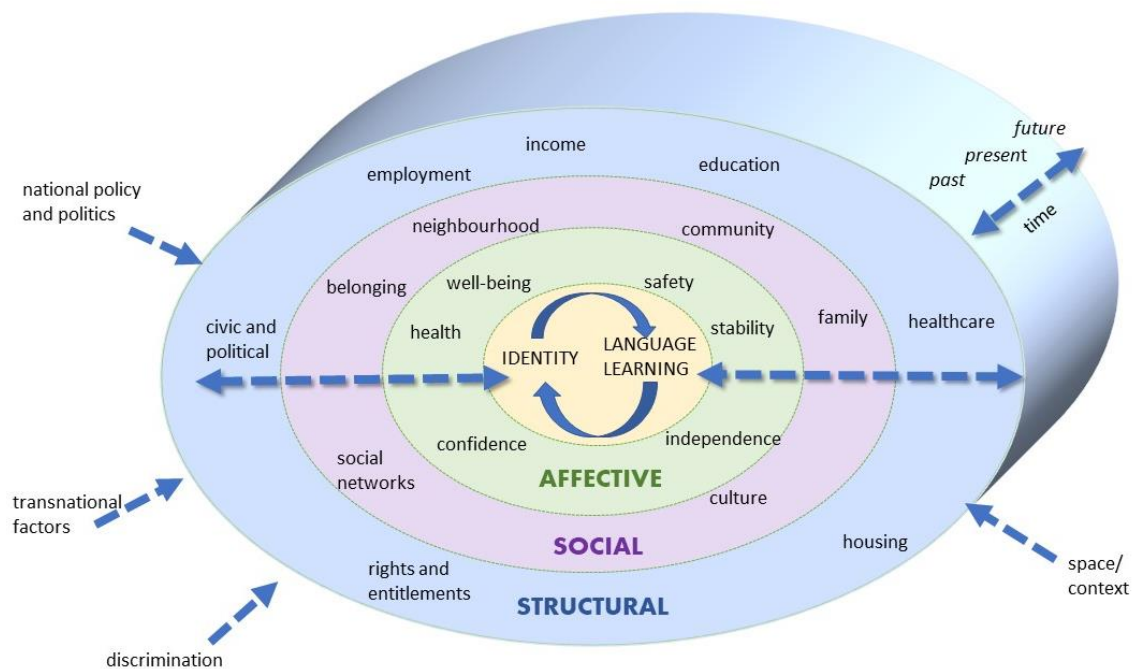 income
education
employment
future
present
past
time
national policy
and politics
neighbourhood
community
belonging
well-being
safety
civic and
political
health
stability
family
healthcare
IDENTITY
LANGUAGE
LEARNING
confidence
independence
social
networks
AFFECTIVE
culture
transnational
factors
SOCIAL
housing
rights and
entitlements
STRUCTURAL
space/
context
discrimination